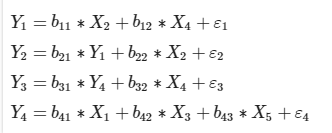 Y₁ = b₁₁ ∗ X₂ + b₁₂ ∗ X₄ + ε₁
Y₂ = b₂₁ ∗ Y₁ + b₂₂ ∗ X₂ + ε₂
Y₃ = b₃₁ ∗ Y₄ + b₃₂ ∗ X₄ + ε₃
Y₄ = b₄₁ ∗ X₁ + b₄₂ ∗ X₃ + b₄₃ ∗ X₅ + ε₄